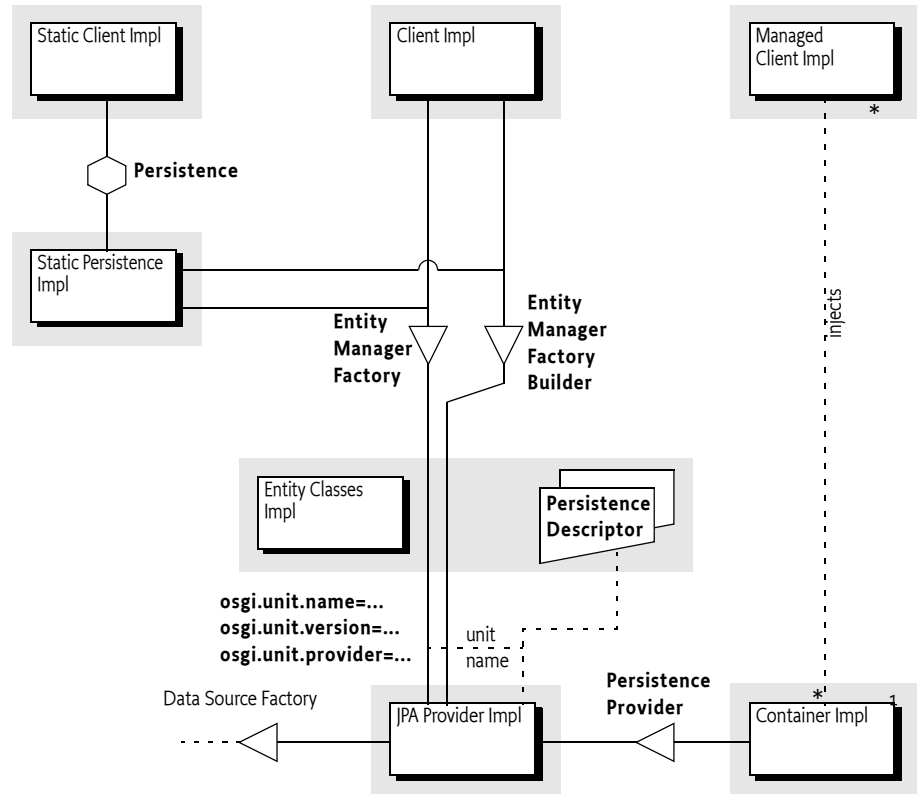 Static Client Impl
Client Impl
Managed
Client Impl
*
Persistence
Static Persistence
Impl
injects
Entity
Manager
Factory
Entity
Manager
Factory
Builder
Entity Classes
Impl
Persistence
Descriptor
osgi.unit.name=...
osgi.unit.version=...
osgi.unit.provider=...
unit
name
Data Source Factory
Persistence
Provider
JPA Provider Impl
*
1
Container Impl